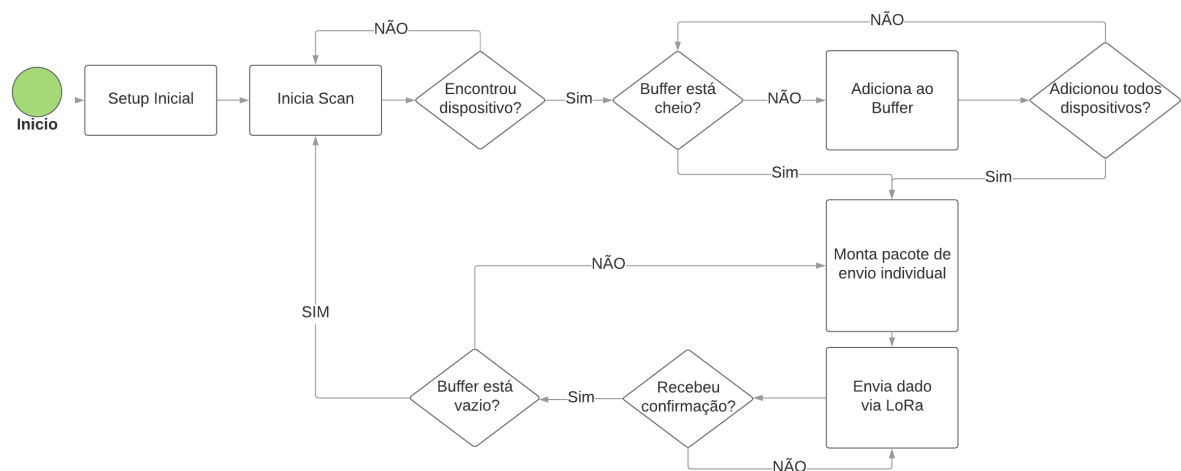 NÃO
NÃO
Inicio
Setup Inicial
Inicia Scan
Encontrou
dispositivo?
Sim
Buffer está
cheio?
NÃO
Adiciona ao
Buffer
Adicionou todos
dispositivos?
Sim
Sim
Monta pacote de
envio individual
NÃO
SIM
Buffer está
vazio?
Sim
Recebeu
confirmação?
Envia dado
via LoRa
NÃO